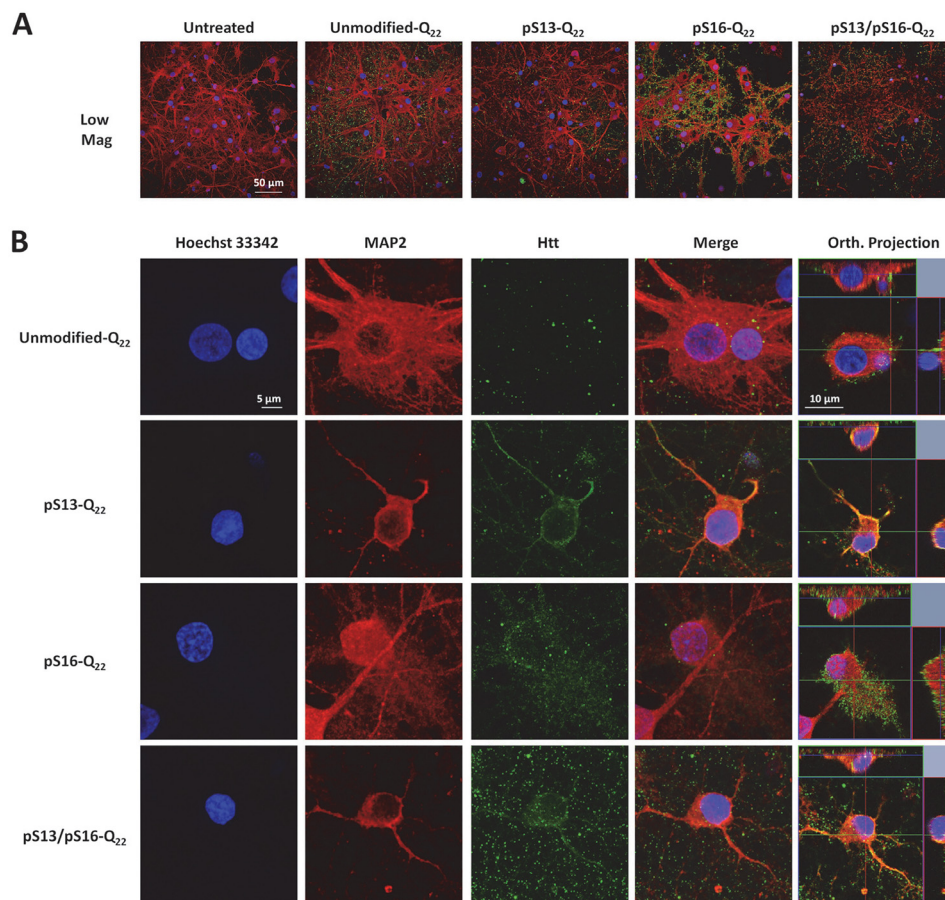 A
Untreated
Unmodified-Q22
pS13-Q22
pS16-Q22
pS13/pS16-Q22
Low
Mag
50 µm
B
Hoechst 33342
MAP2
Htt
Merge
Orth. Projection
Unmodified-Q22
5 µm
10 µm
pS13-Q22
pS16-Q22
pS13/pS16-Q22